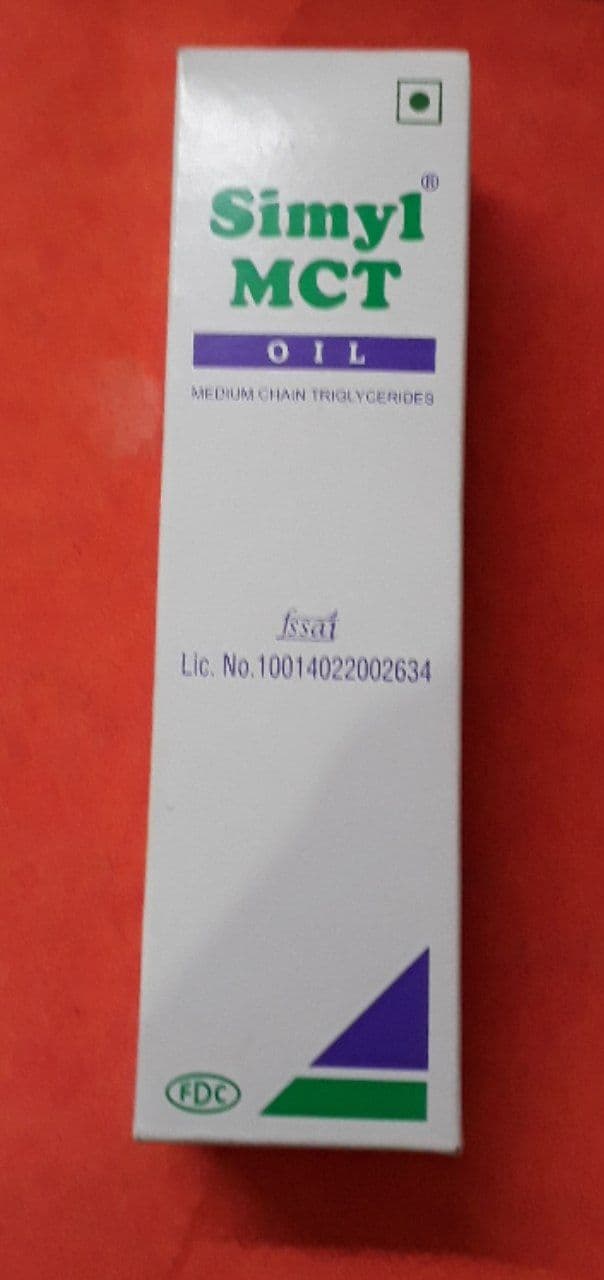 Simyl®
MCT
OIL
MEDIUM CHAIN TRIGLYCERIDES
fssai
Lic. No.10014022002634
FDC